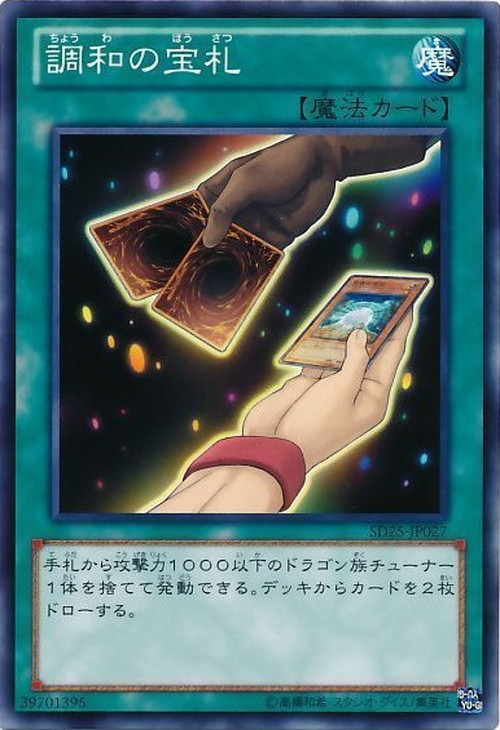 調和の宝札
魔
【魔法カード】
SD25-JP027
手札から攻撃力1000以下のドラゴン族チューナー
1体を捨てて発動できる。デッキからカードを2枚
ドローする。
39701395
©高橋和希 スタジオ・ダイス/集英社